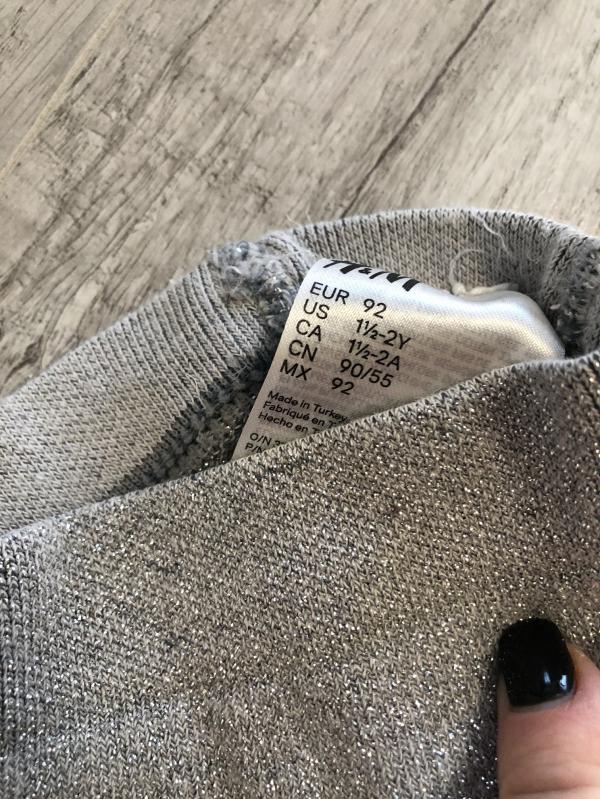 H&M
EUR 92
US 1½-2Y
CA 1½-2A
CN 90/55
MX 92
Made in Turkey
Fabriqué en
Hecho en
O/N